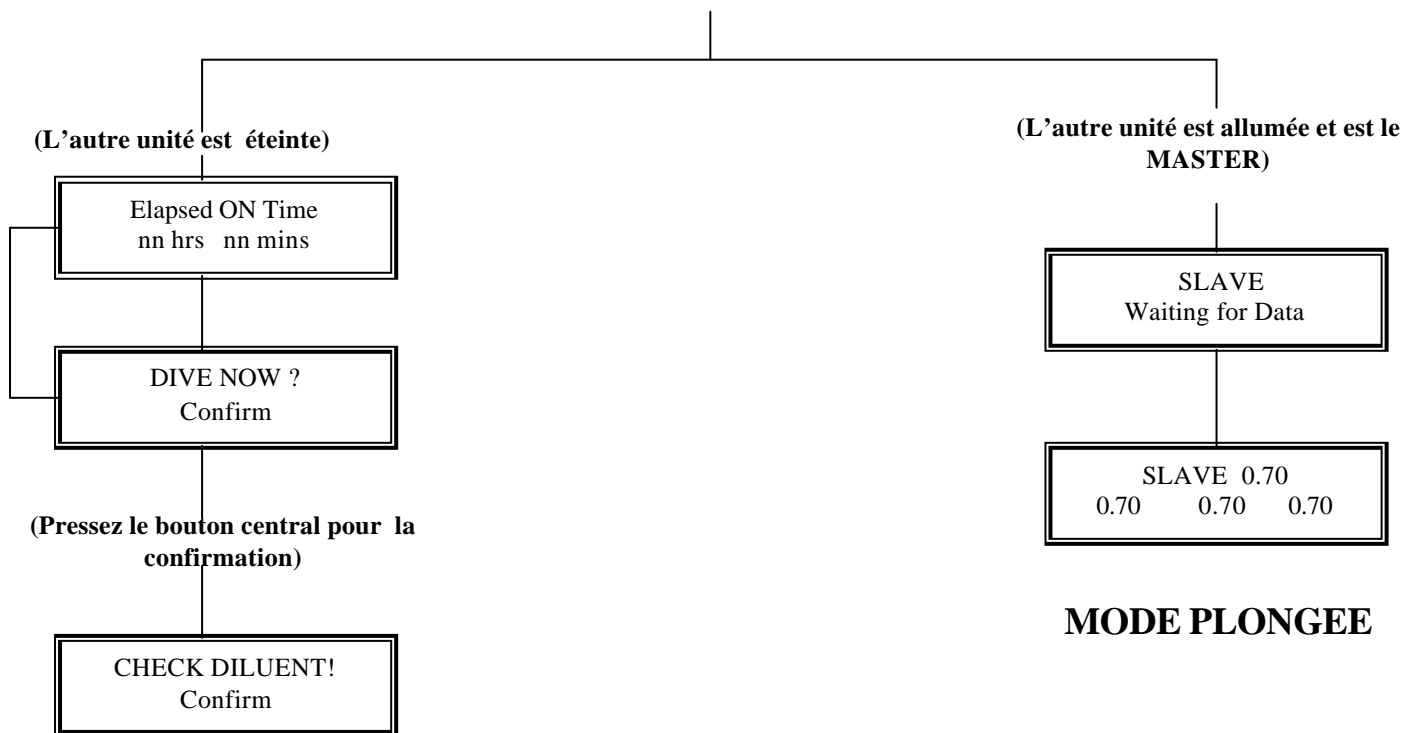 (L'autre unité est éteinte)
Elapsed ON Time
nn hrs nn mins
DIVE NOW ?
Confirm
(Pressez le bouton central pour la
confirmation)
CHECK DILUENT!
Confirm
(L'autre unité est allumée et est le
MASTER)
SLAVE
Waiting for Data
SLAVE 0.70
0.70 0.70 0.70
MODE PLONGEE